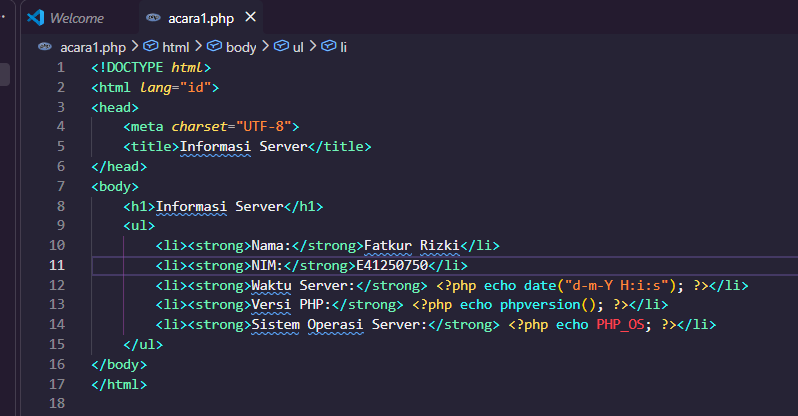 Welcome acara1.php
acara1.php > html > body > ul > li
1 <!DOCTYPE html>
2 <html lang="id">
3 <head>
4     <meta charset="UTF-8">
5     <title>Informasi Server</title>
6 </head>
7 <body>
8     <h1>Informasi Server</h1>
9     <ul>
10         <li><strong>Nama:</strong>Fatkur Rizki</li>
11         <li><strong>NIM:</strong>E41250750</li>
12         <li><strong>Waktu Server:</strong> <?php echo date("d-m-Y H:i:s"); ?></li>
13         <li><strong>Versi PHP:</strong> <?php echo phpversion(); ?></li>
14         <li><strong>Sistem Operasi Server:</strong> <?php echo PHP_OS; ?></li>
15     </ul>
16 </body>
17 </html>
18